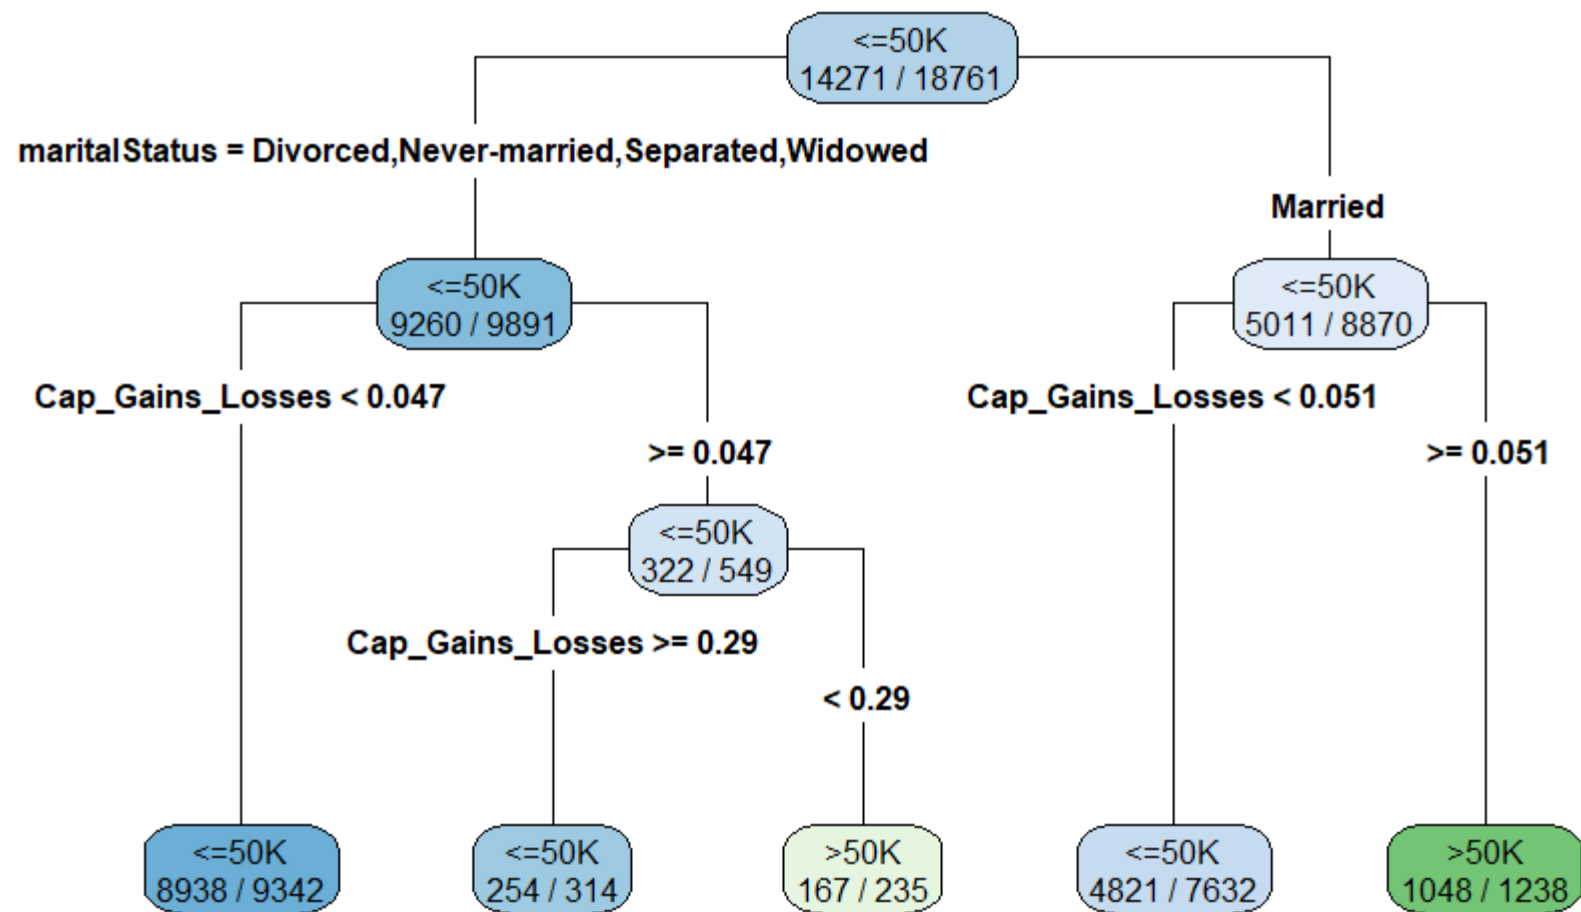 <=50K
14271 / 18761
maritalStatus = Divorced,Never-married,Separated,Widowed
Married
<=50K
9260 / 9891
<=50K
5011 / 8870
Cap_Gains_Losses < 0.047
Cap_Gains_Losses < 0.051
>= 0.047
>= 0.051
<=50K
322 / 549
Cap_Gains_Losses >= 0.29
< 0.29
<=50K
8938 / 9342
<=50K
254 / 314
>50K
167 / 235
<=50K
4821 / 7632
>50K
1048 / 1238